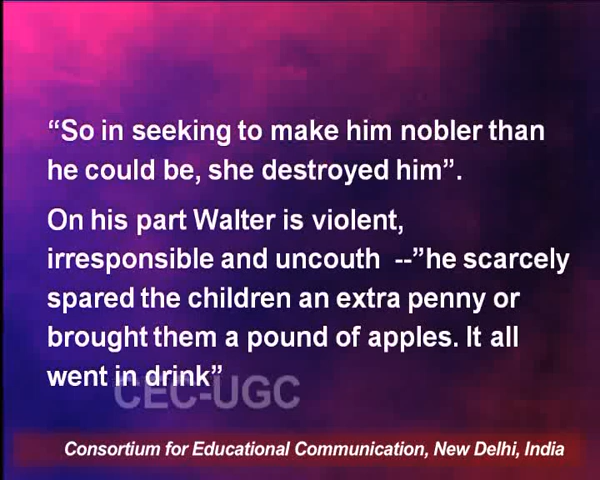 “So in seeking to make him nobler than
he could be, she destroyed him”.
On his part Walter is violent,
irresponsible and uncouth --”he scarcely
spared the children an extra penny or
brought them a pound of apples. It all
went in drink”
CEC-UGC
Consortium for Educational Communication, New Delhi, India